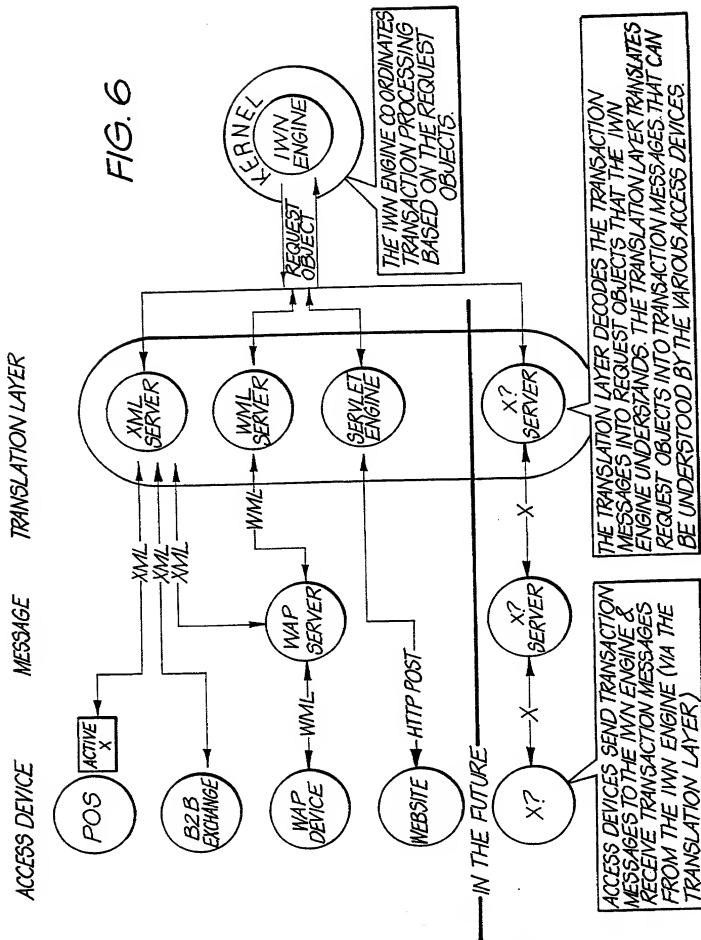 FIG. 6
ACCESS DEVICE
MESSAGE
TRANSLATION LAYER
POS
ACTIVE
X
XML
XML
XML
XML
SERVER
B2B
EXCHANGE
WAP
DEVICE
WML
WAP
SERVER
WML
WML
SERVER
WEBSITE
HTTP POST
SERVLET
ENGINE
REQUEST
OBJECT
KERNEL
IWN
ENGINE
THE IWN ENGINE CO ORDINATES
TRANSACTION PROCESSING
BASED ON THE REQUEST
OBJECTS.
IN THE FUTURE
X?
X
X?
SERVER
X
X?
SERVER
ACCESS DEVICES SEND TRANSACTION
MESSAGES TO THE IWN ENGINE &
RECEIVE TRANSACTION MESSAGES
FROM THE IWN ENGINE (VIA THE
TRANSLATION LAYER)
THE TRANSLATION LAYER DECODES THE TRANSACTION
MESSAGES INTO REQUEST OBJECTS THAT THE IWN
ENGINE UNDERSTANDS. THE TRANSLATION LAYER TRANSLATES
REQUEST OBJECTS INTO TRANSACTION MESSAGES THAT CAN
BE UNDERSTOOD BY THE VARIOUS ACCESS DEVICES.